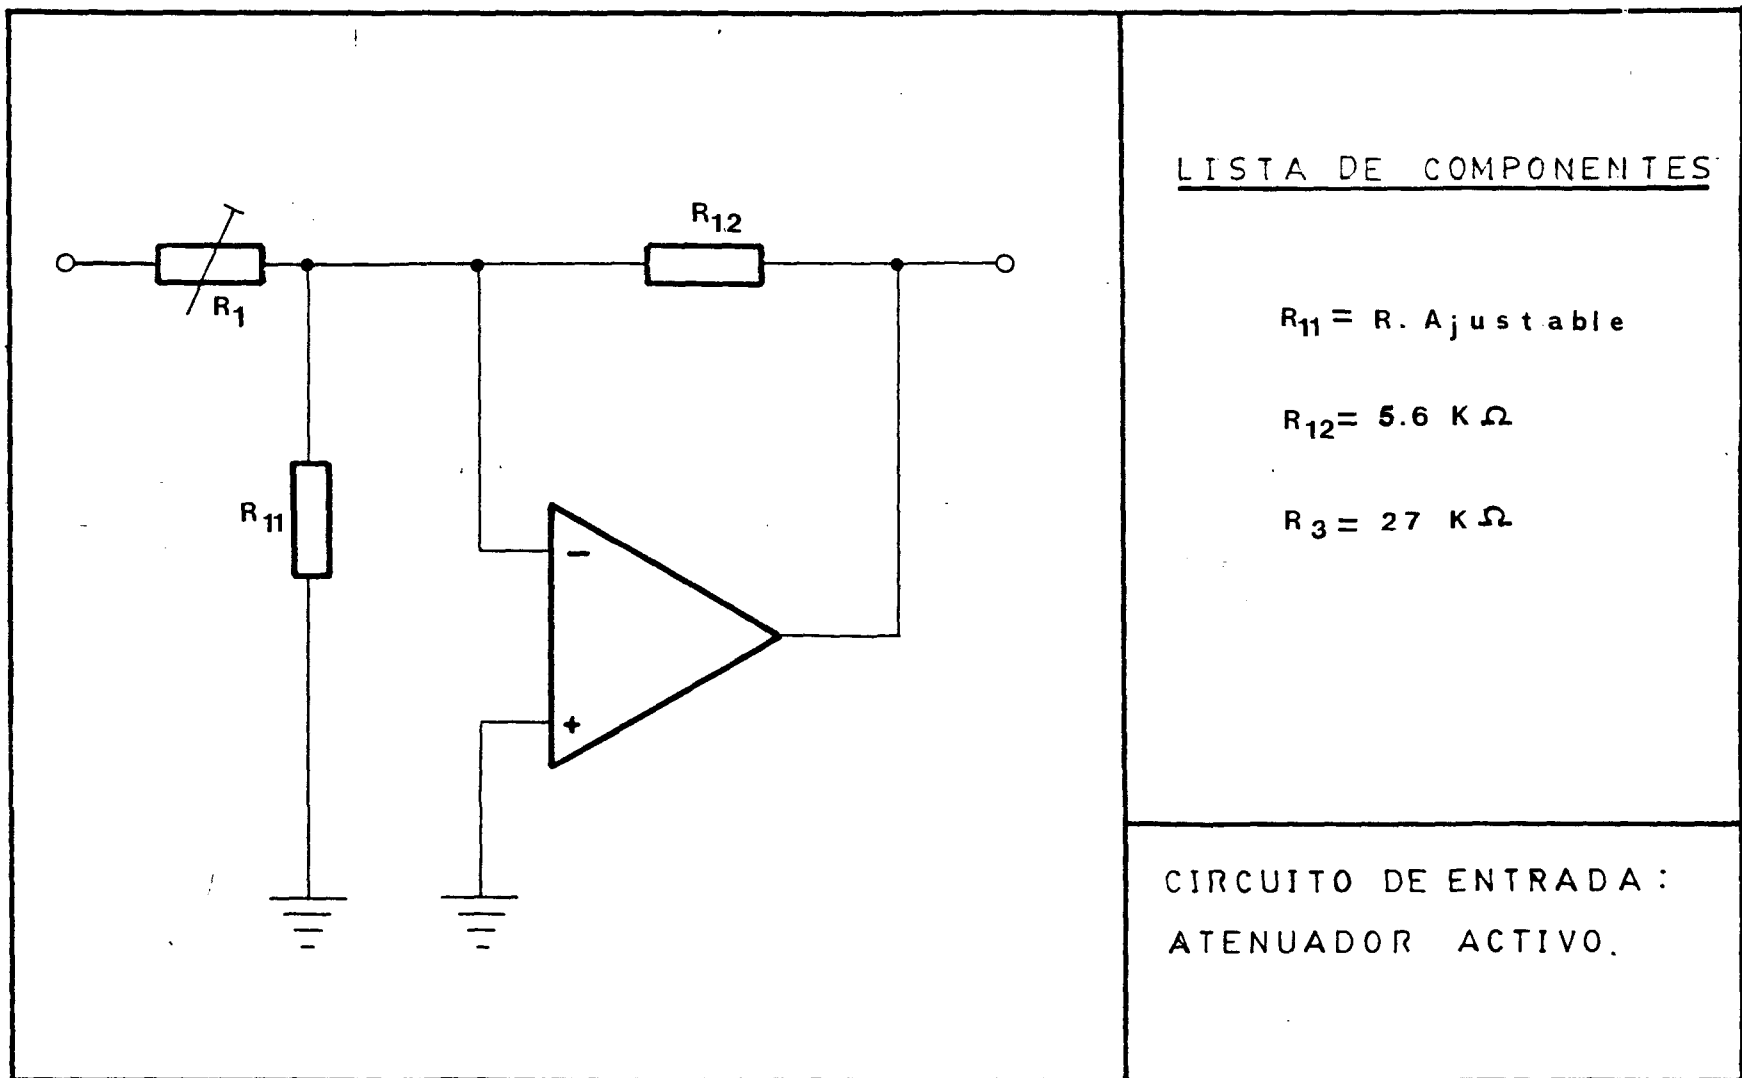 R1
R12
R11
-
+
LISTA DE COMPONENTES
R11 = R. Ajustable
R12 = 5.6 K Ω
R3 = 27 K Ω
CIRCUITO DE ENTRADA :
ATENUADOR ACTIVO.